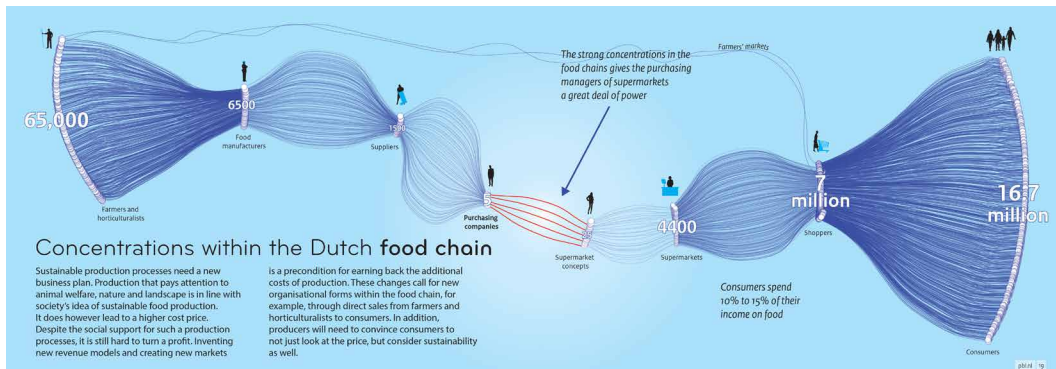 The strong concentrations in the
food chains gives the purchasing
managers of supermarkets
a great deal of power
Farmers' markets
65,000
Farmers and
horticulturalists
6500
Food
manufacturers
1500
Suppliers
5
Purchasing
companies
Supermarket
concepts
4400
Supermarkets
7
million
Shoppers
16.7
million
Consumers
Consumers spend
10% to 15% of their
income on food
Concentrations within the Dutch food chain
Sustainable production processes need a new
business plan. Production that pays attention to
animal welfare, nature and landscape is in line with
society's idea of sustainable food production.
It does however lead to a higher cost price.
Despite the social support for such a production
processes, it is still hard to turn a profit. Inventing
new revenue models and creating new markets
is a precondition for earning back the additional
costs of production. These changes call for new
organisational forms within the food chain, for
example, through direct sales from farmers and
horticulturalists to consumers. In addition,
producers will need to convince consumers to
not just look at the price, but consider sustainability
as well.
pbl.nl 19